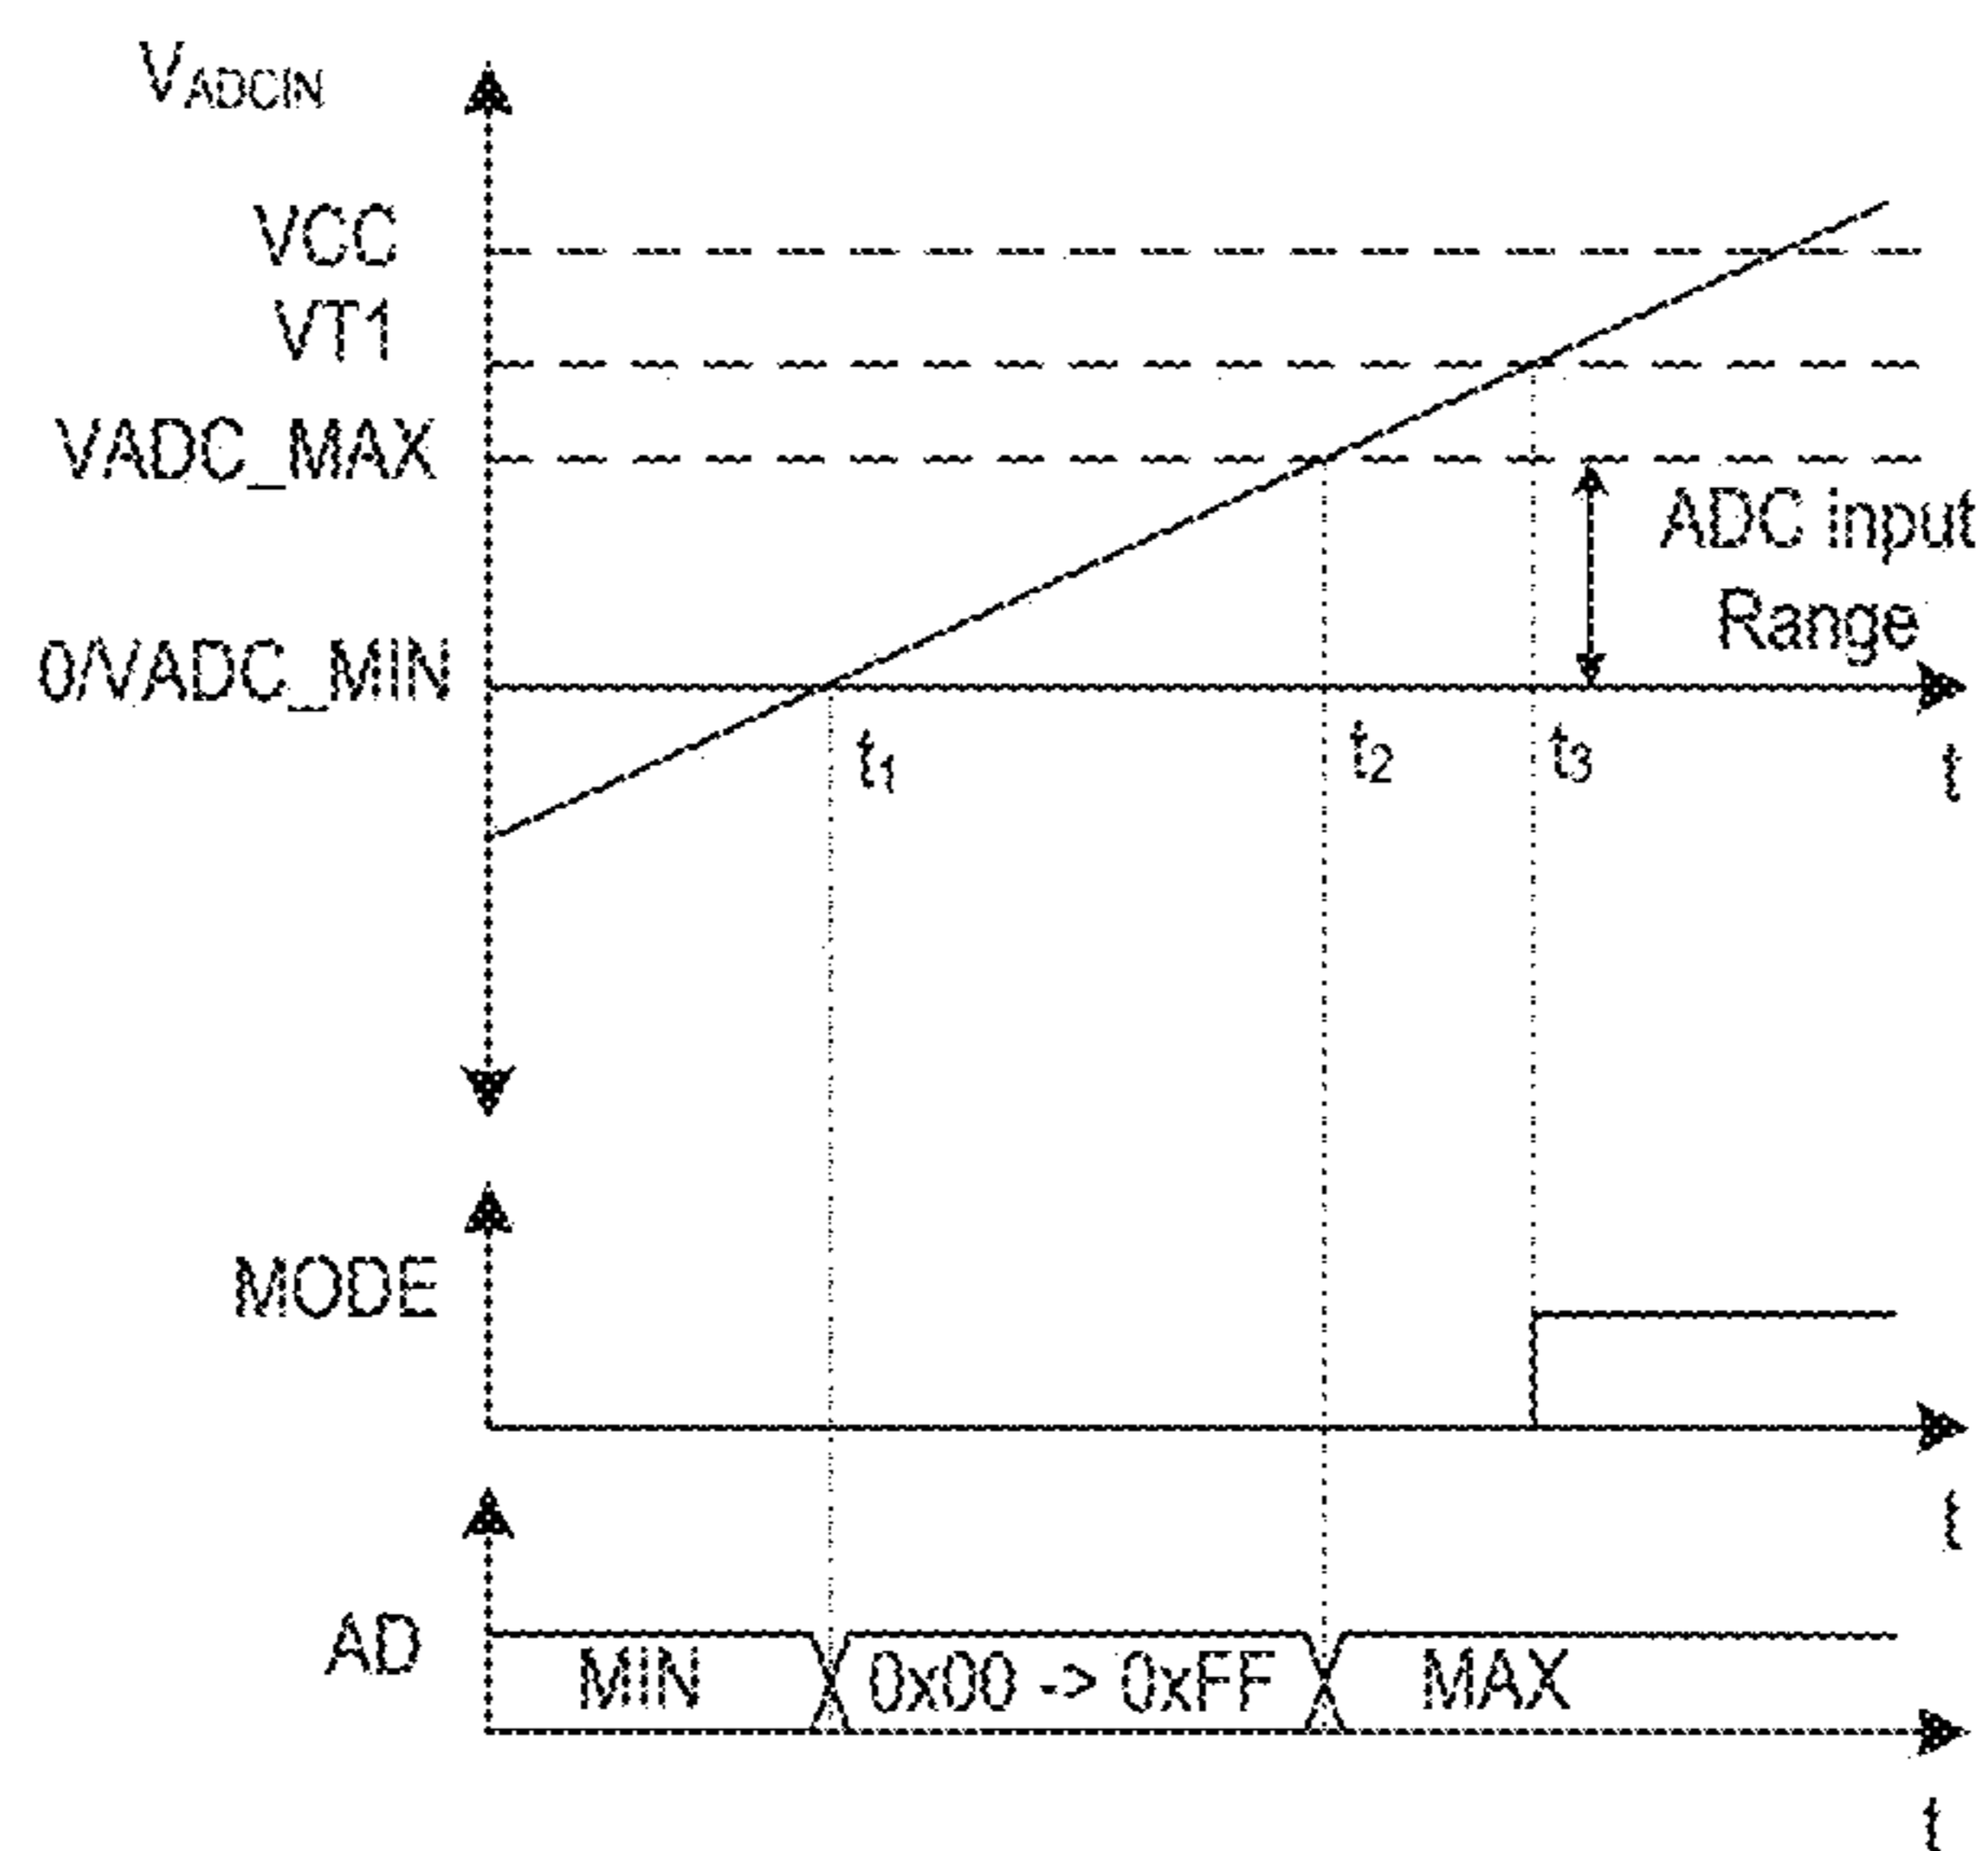 VADCIN
VCC
VT1
VADC_MAX
ADC input
Range
0/VADC_MIN
t1
t2
t3
t
MODE
t
AD
MIN
0x00 -> 0xFF
MAX
t